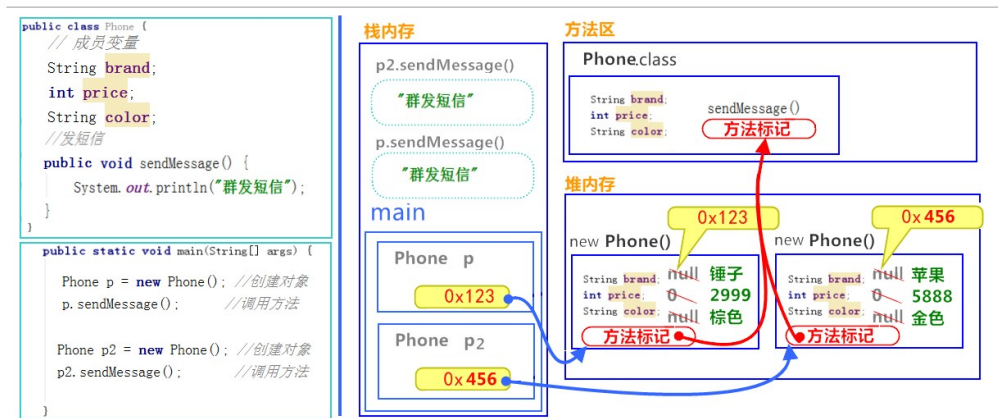 public class Phone {
// 成员变量
String brand;
int price;
String color;
//发短信
public void sendMessage() {
System.out.println("群发短信");
}
}
public static void main(String[] args) {
Phone p = new Phone(); //创建对象
p.sendMessage(); //调用方法
Phone p2 = new Phone(); //创建对象
p2.sendMessage(); //调用方法
}
栈内存
p2.sendMessage()
"群发短信"
p.sendMessage()
"群发短信"
main
Phone p
0x123
Phone p2
0x456
方法区
Phone.class
String brand;
int price;
String color;
sendMessage()
方法标记
堆内存
0x123
new Phone()
String brand; null 锤子
int price; 0 2999
String color; null 棕色
方法标记
0x456
new Phone()
String brand; null 苹果
int price; 0 5888
String color; null 金色
方法标记